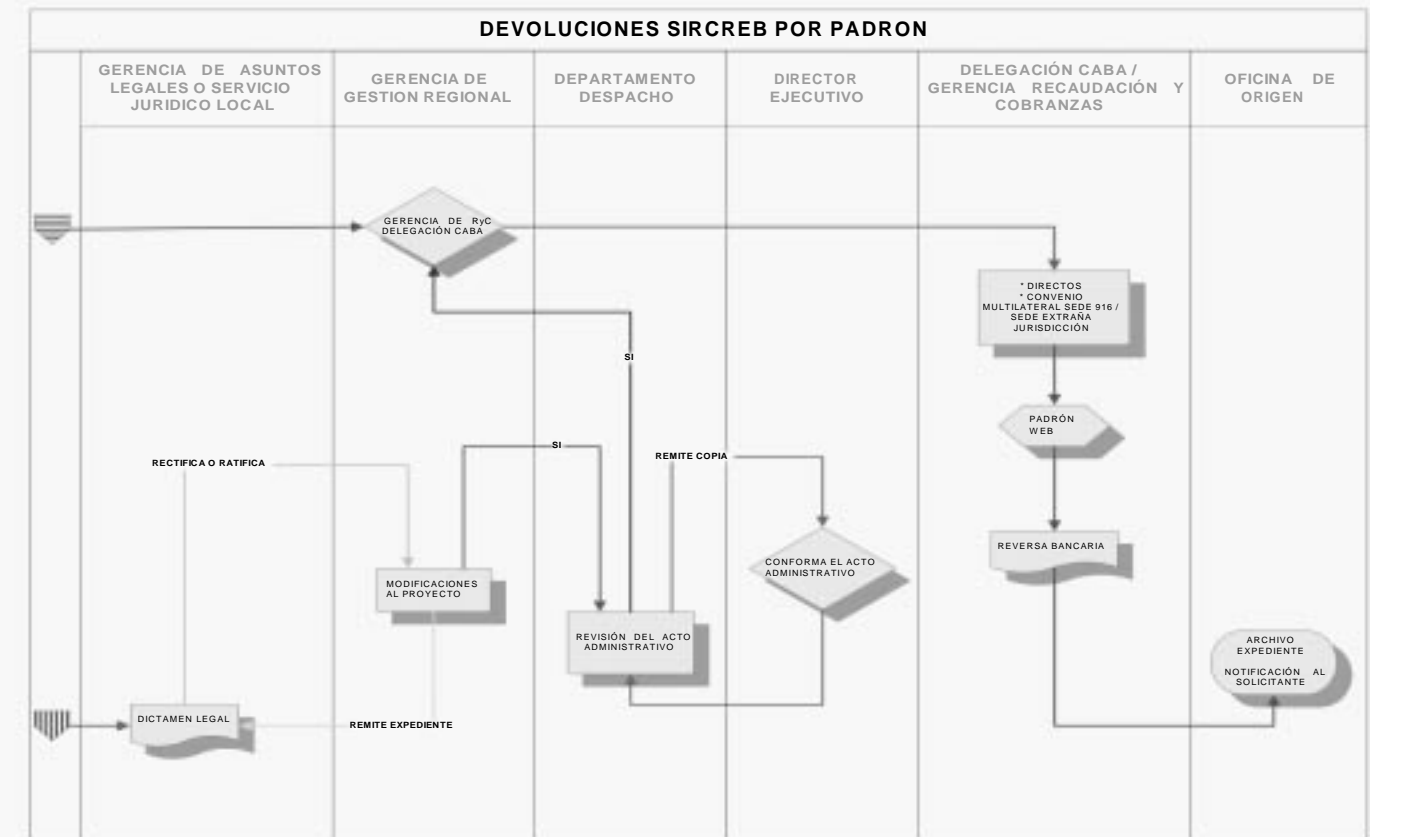 DEVOLUCIONES SIRCREB POR PADRON
GERENCIA DE ASUNTOS
LEGALES O SERVICIO
JURIDICO LOCAL
GERENCIA DE
GESTION REGIONAL
DEPARTAMENTO
DESPACHO
DIRECTOR
EJECUTIVO
DELEGACIÓN CABA /
GERENCIA RECAUDACIÓN Y
COBRANZAS
OFICINA DE
ORIGEN
GERENCIA DE RyC
DELEGACIÓN CABA
* DIRECTOS
* CONVENIO
MULTILATERAL SEDE 916 /
SEDE EXTRAÑA
JURISDICCIÓN
SI
PADRÓN
WEB
SI
REMITE COPIA
RECTIFICA O RATIFICA
REVERSA BANCARIA
CONFORMA EL ACTO
ADMINISTRATIVO
MODIFICACIONES
AL PROYECTO
REVISIÓN DEL ACTO
ADMINISTRATIVO
ARCHIVO
EXPEDIENTE
NOTIFICACIÓN AL
SOLICITANTE
DICTAMEN LEGAL
REMITE EXPEDIENTE